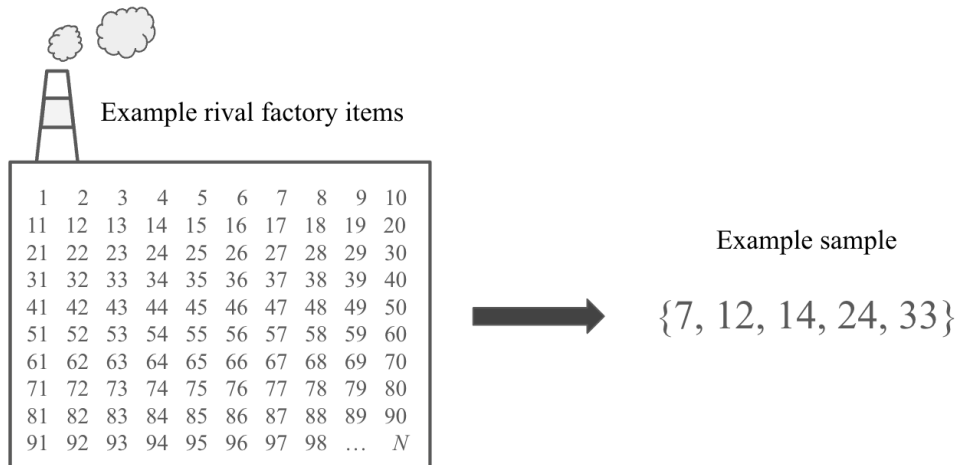 Example rival factory items
1 2 3 4 5 6 7 8 9 10
11 12 13 14 15 16 17 18 19 20
21 22 23 24 25 26 27 28 29 30
31 32 33 34 35 36 37 38 39 40
41 42 43 44 45 46 47 48 49 50
51 52 53 54 55 56 57 58 59 60
61 62 63 64 65 66 67 68 69 70
71 72 73 74 75 76 77 78 79 80
81 82 83 84 85 86 87 88 89 90
91 92 93 94 95 96 97 98 … N
Example sample
{7, 12, 14, 24, 33}